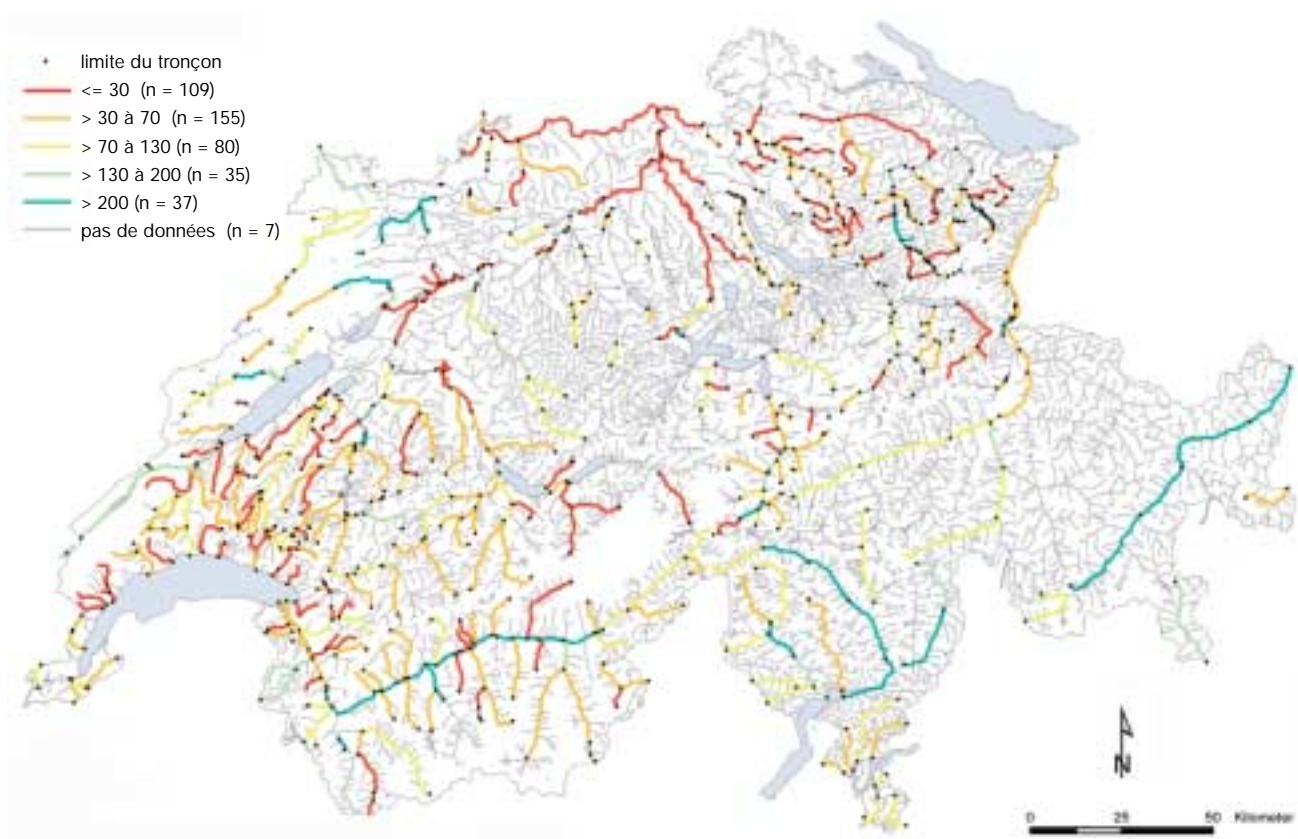 limite du tronçon
<= 30 (n = 109)
> 30 à 70 (n = 155)
> 70 à 130 (n = 80)
> 130 à 200 (n = 35)
> 200 (n = 37)
pas de données (n = 7)
N
0 25 50 Kilometer